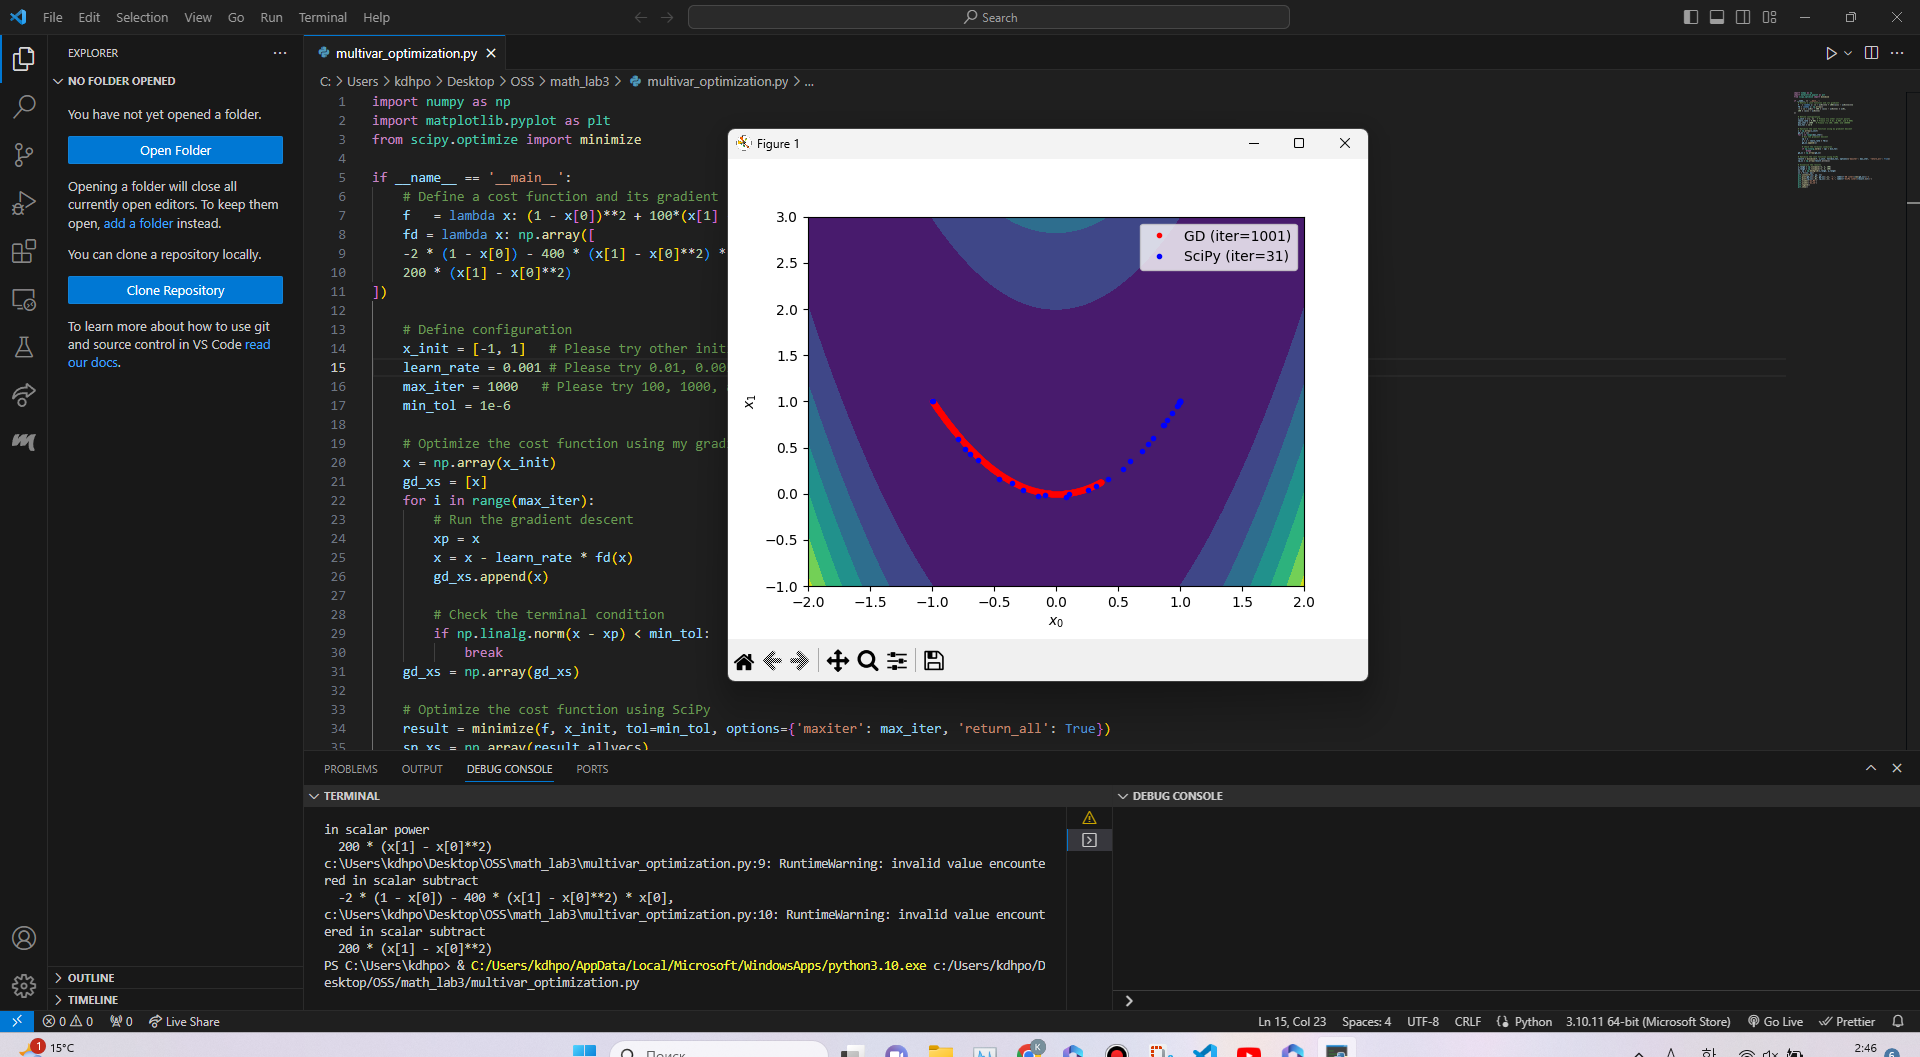 File Edit Selection View Go Run Terminal Help
Search
EXPLORER
NO FOLDER OPENED
You have not yet opened a folder.
Open Folder
Opening a folder will close all
currently open editors. To keep them
open, add a folder instead.
You can clone a repository locally.
Clone Repository
To learn more about how to use git
and source control in VS Code read
our docs.
OUTLINE
TIMELINE
multivar_optimization.py
C: > Users > kdhpo > Desktop > OSS > math_lab3 > multivar_optimization.py > ...
1 import numpy as np
2 import matplotlib.pyplot as plt
3 from scipy.optimize import minimize
4
5 if __name__ == '__main__':
6 # Define a cost function and its gradient
7 f = lambda x: (1 - x[0])**2 + 100*(x[1]
8 fd = lambda x: np.array([
9 -2 * (1 - x[0]) - 400 * (x[1] - x[0]**2) *
10 200 * (x[1] - x[0]**2)
11 ])
12
13 # Define configuration
14 x_init = [-1, 1] # Please try other init
15 learn_rate = 0.001 # Please try 0.01, 0.00
16 max_iter = 1000 # Please try 100, 1000,
17 min_tol = 1e-6
18
19 # Optimize the cost function using my grad
20 x = np.array(x_init)
21 gd_xs = [x]
22 for i in range(max_iter):
23 # Run the gradient descent
24 xp = x
25 x = x - learn_rate * fd(x)
26 gd_xs.append(x)
27
28 # Check the terminal condition
29 if np.linalg.norm(x - xp) < min_tol:
30 break
31 gd_xs = np.array(gd_xs)
32
33 # Optimize the cost function using SciPy
34 result = minimize(f, x_init, tol=min_tol, options={'maxiter': max_iter, 'return_all': True})
35 sp_xs = np.array(result.allvecs)
Figure 1
GD (iter=1001)
SciPy (iter=31)
3.0
2.5
2.0
1.5
1.0
0.5
0.0
−0.5
−1.0
x1
−2.0 −1.5 −1.0 −0.5 0.0 0.5 1.0 1.5 2.0
x0
PROBLEMS OUTPUT DEBUG CONSOLE PORTS
TERMINAL
in scalar power
200 * (x[1] - x[0]**2)
c:\Users\kdhpo\Desktop\OSS\math_lab3\multivar_optimization.py:9: RuntimeWarning: invalid value encounte
red in scalar subtract
-2 * (1 - x[0]) - 400 * (x[1] - x[0]**2) * x[0],
c:\Users\kdhpo\Desktop\OSS\math_lab3\multivar_optimization.py:10: RuntimeWarning: invalid value encount
ered in scalar subtract
200 * (x[1] - x[0]**2)
PS C:\Users\kdhpo> & C:/Users/kdhpo/AppData/Local/Microsoft/WindowsApps/python3.10.exe c:/Users/kdhpo/D
esktop/OSS/math_lab3/multivar_optimization.py
DEBUG CONSOLE
0 0 0 Live Share
Ln 15, Col 23 Spaces: 4 UTF-8 CRLF Python 3.10.11 64-bit (Microsoft Store) Go Live Prettier
1 15°C
Поиск
K
2:46